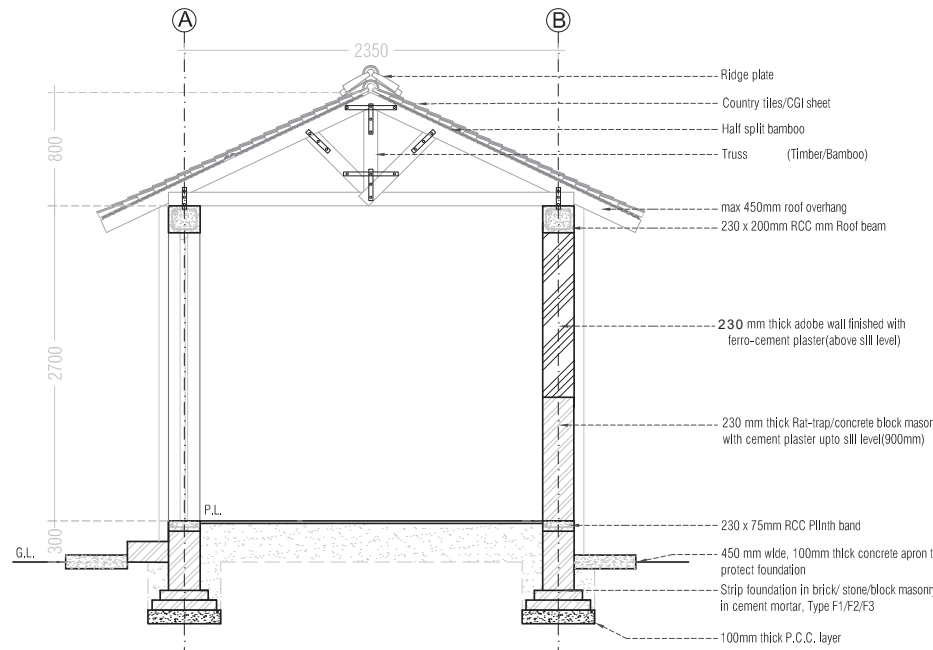 A
B
2350
Ridge plate
Country tiles/CGI sheet
Half split bamboo
Truss (Timber/Bamboo)
800
max 450mm roof overhang
230 x 200mm RCC mm Roof beam
230 mm thick adobe wall finished with
ferro-cement plaster(above sill level)
2700
230 mm thick Rat-trap/concrete block mason
with cement plaster upto sill level(900mm)
P.L.
300
230 x 75mm RCC Plinth band
G.L.
450 mm wide, 100mm thick concrete apron t
protect foundation
Strip foundation in brick/ stone/block masonry
in cement mortar, Type F1/F2/F3
100mm thick P.C.C. layer